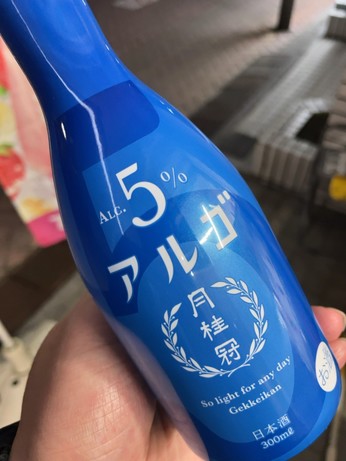 ALC. 5%
アルゴ
月桂冠
So light for any day
Gekkeikan
日本酒
300ml